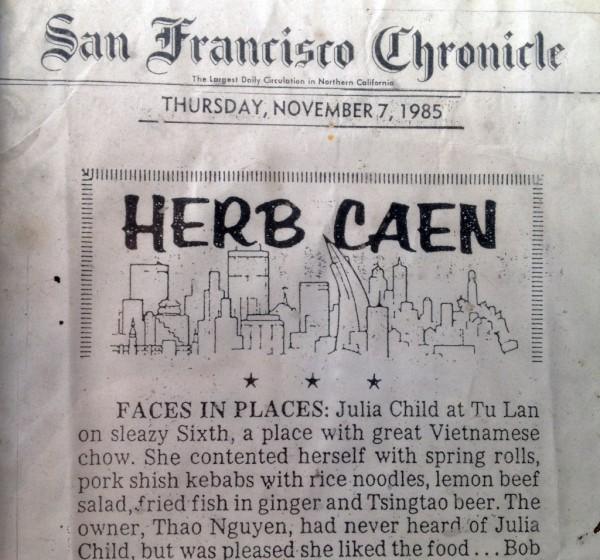 San Francisco Chronicle
The Largest Daily Circulation in Northern California
THURSDAY, NOVEMBER 7, 1985
HERB CAEN
★ ★ ★
FACES IN PLACES: Julia Child at Tu Lan
on sleazy Sixth, a place with great Vietnamese
chow. She contented herself with spring rolls,
pork shish kebabs with rice noodles, lemon beef
salad, fried fish in ginger and Tsingtao beer. The
owner, Thao Nguyen, had never heard of Julia
Child, but was pleased she liked the food . . . Bob